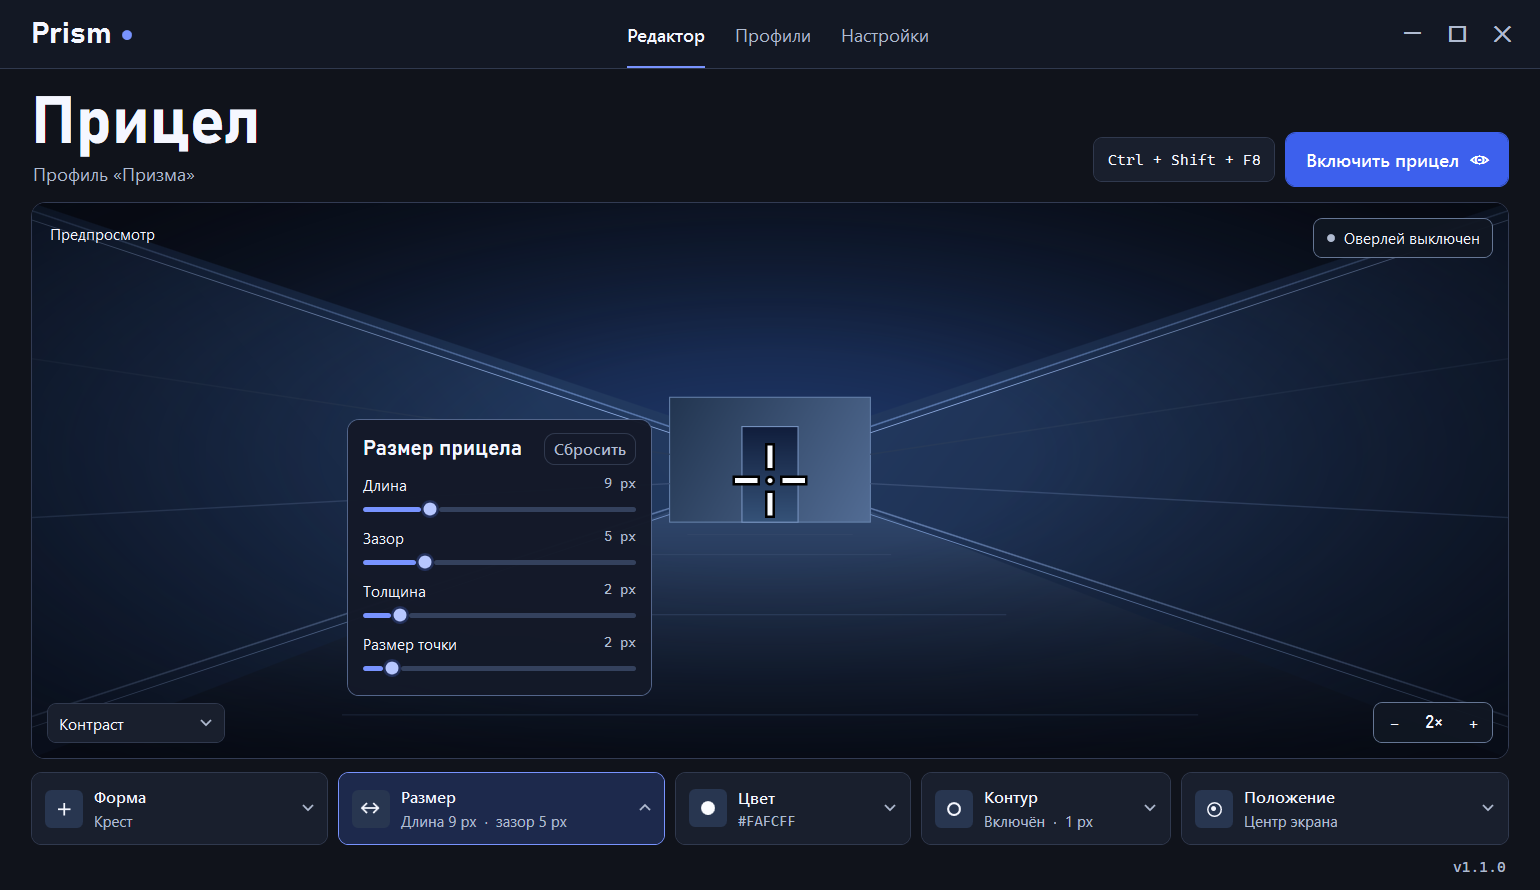 Prism
Редактор
Профили
Настройки
Прицел
Профиль «Призма»
Ctrl + Shift + F8
Включить прицел
Предпросмотр
Оверлей выключен
Размер прицела
Сбросить
Длина
9 px
Зазор
5 px
Толщина
2 px
Размер точки
2 px
Контраст
− 2× +
Форма
Крест
Размер
Длина 9 px · зазор 5 px
Цвет
#FAFCFF
Контур
Включён · 1 px
Положение
Центр экрана
v1.1.0